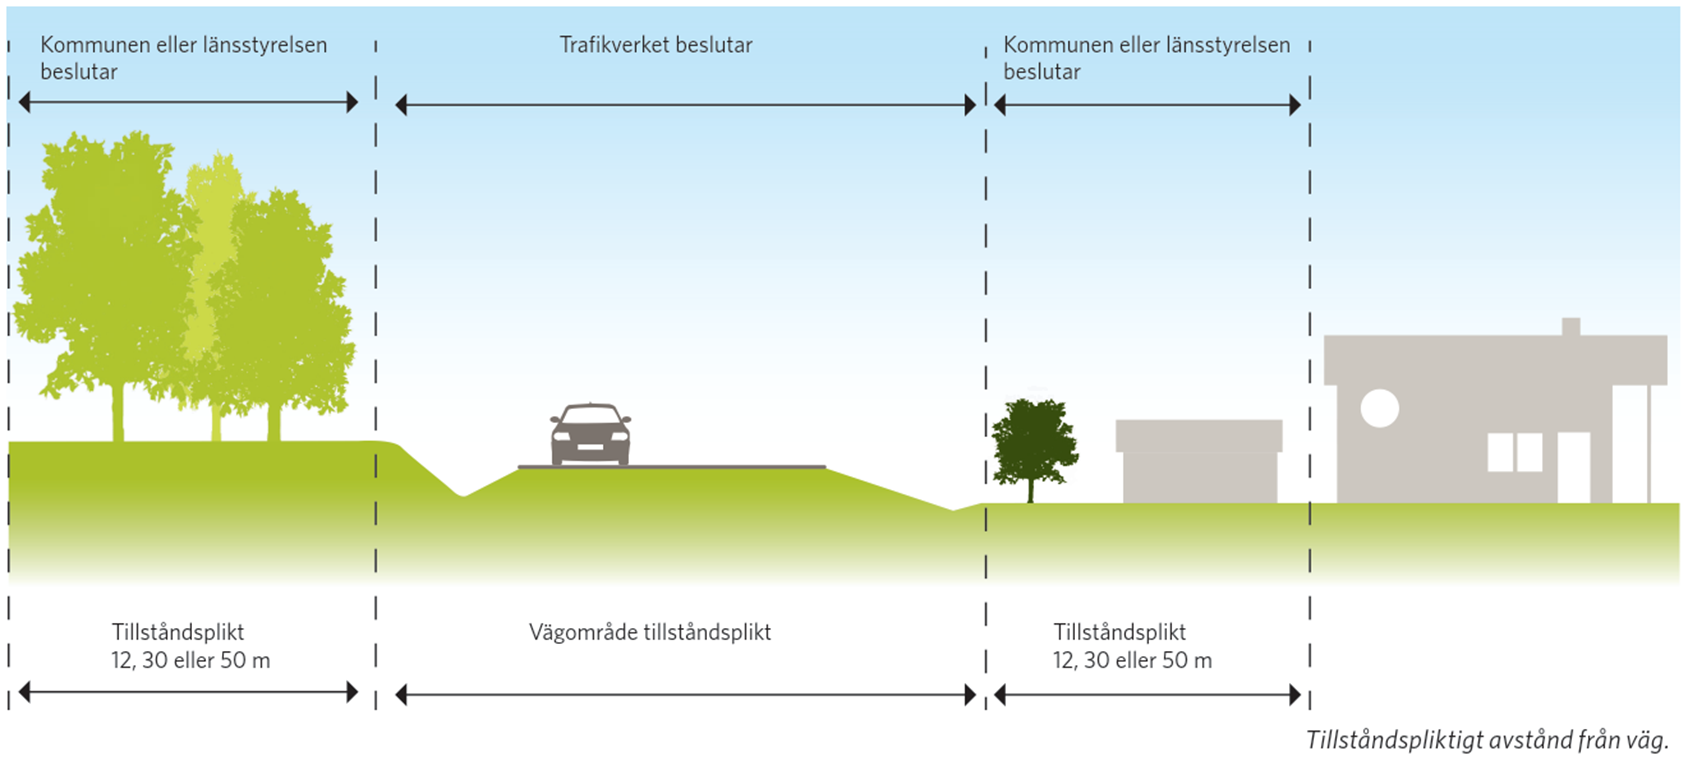 Kommunen eller länsstyrelsen
beslutar
Trafikverket beslutar
Kommunen eller länsstyrelsen
beslutar
Tillståndsplikt
12, 30 eller 50 m
Vägområde tillståndsplikt
Tillståndsplikt
12, 30 eller 50 m
Tillståndspliktigt avstånd från väg.